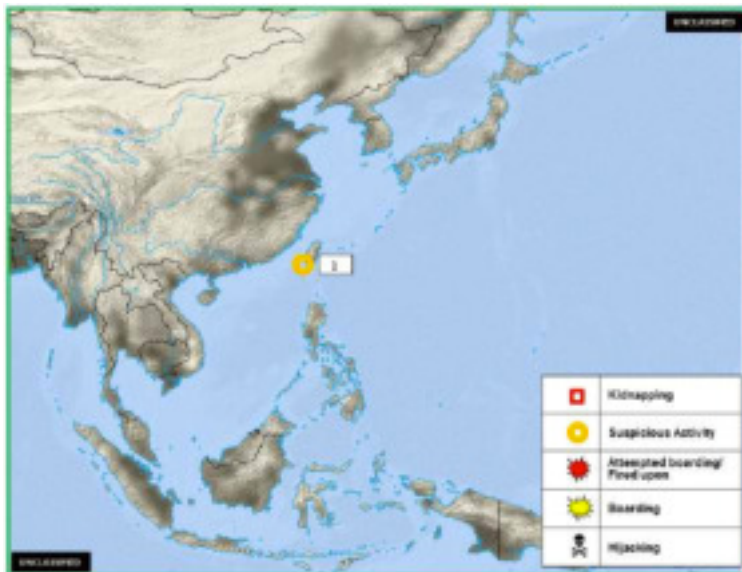 UNCLASSIFIED
1
Kidnapping
Suspicious Activity
Attempted boarding/
Fired upon
Boarding
Hijacking
UNCLASSIFIED